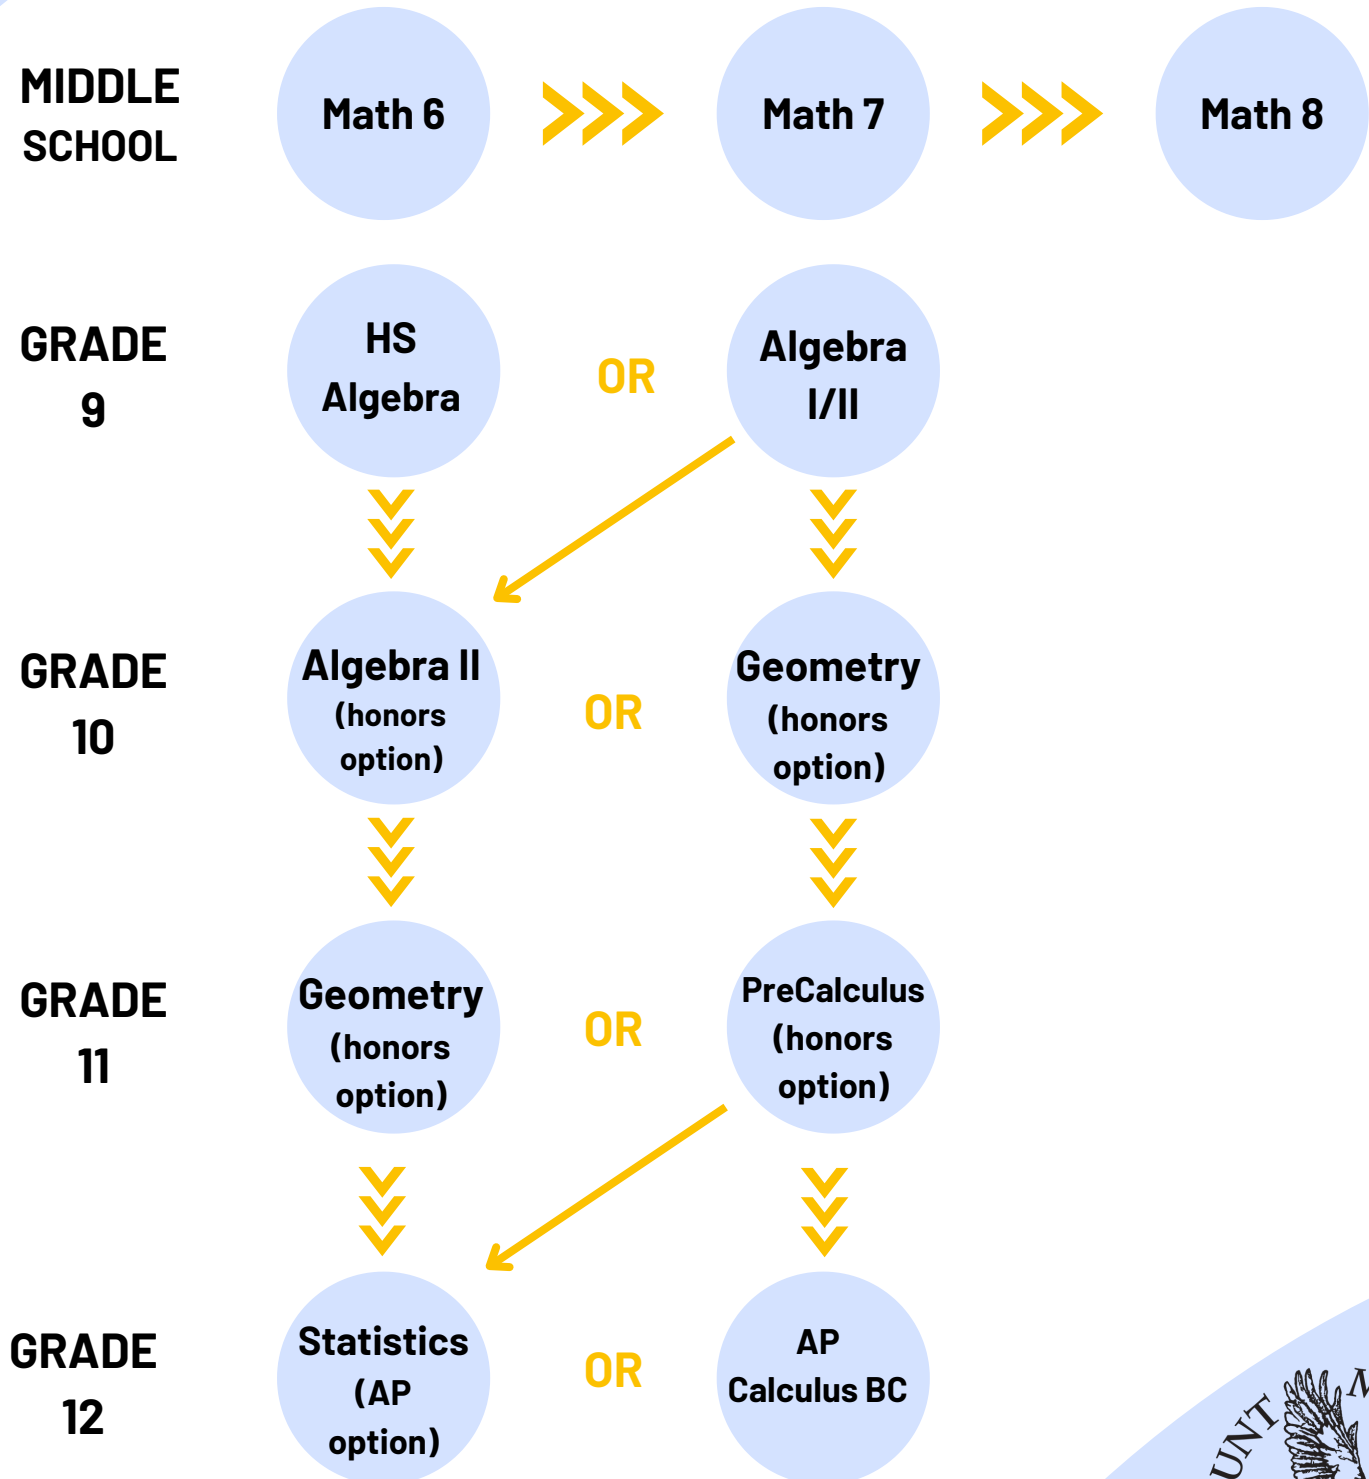 MIDDLE
SCHOOL
Math 6
Math 7
Math 8
GRADE
9
HS
Algebra
OR
Algebra
I/II
GRADE
10
Algebra II
(honors
option)
OR
Geometry
(honors
option)
GRADE
11
Geometry
(honors
option)
OR
PreCalculus
(honors
option)
GRADE
12
Statistics
(AP
option)
OR
AP
Calculus BC